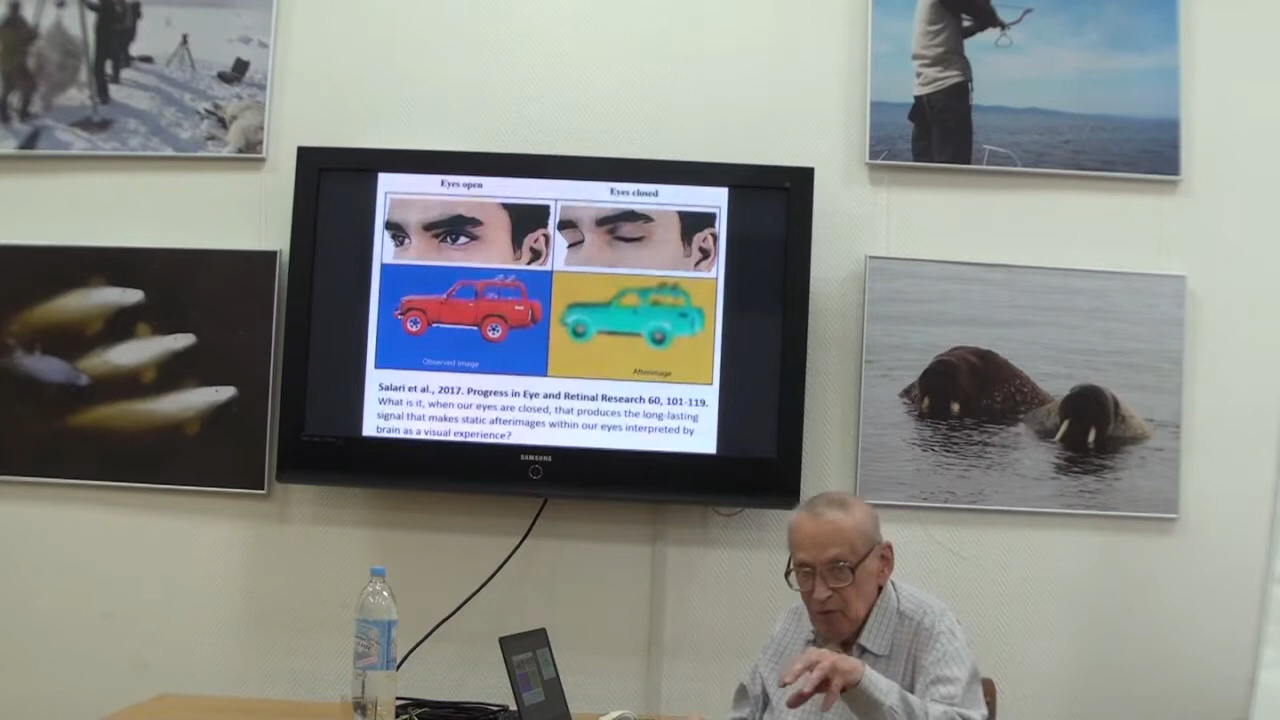 Eyes open
Eyes closed
Observed Image
Afterimage
Salari et al., 2017. Progress in Eye and Retinal Research 60, 101-119.
What is it, when our eyes are closed, that produces the long-lasting
signal that makes static afterimages within our eyes interpreted by
brain as a visual experience?
SAMSUNG